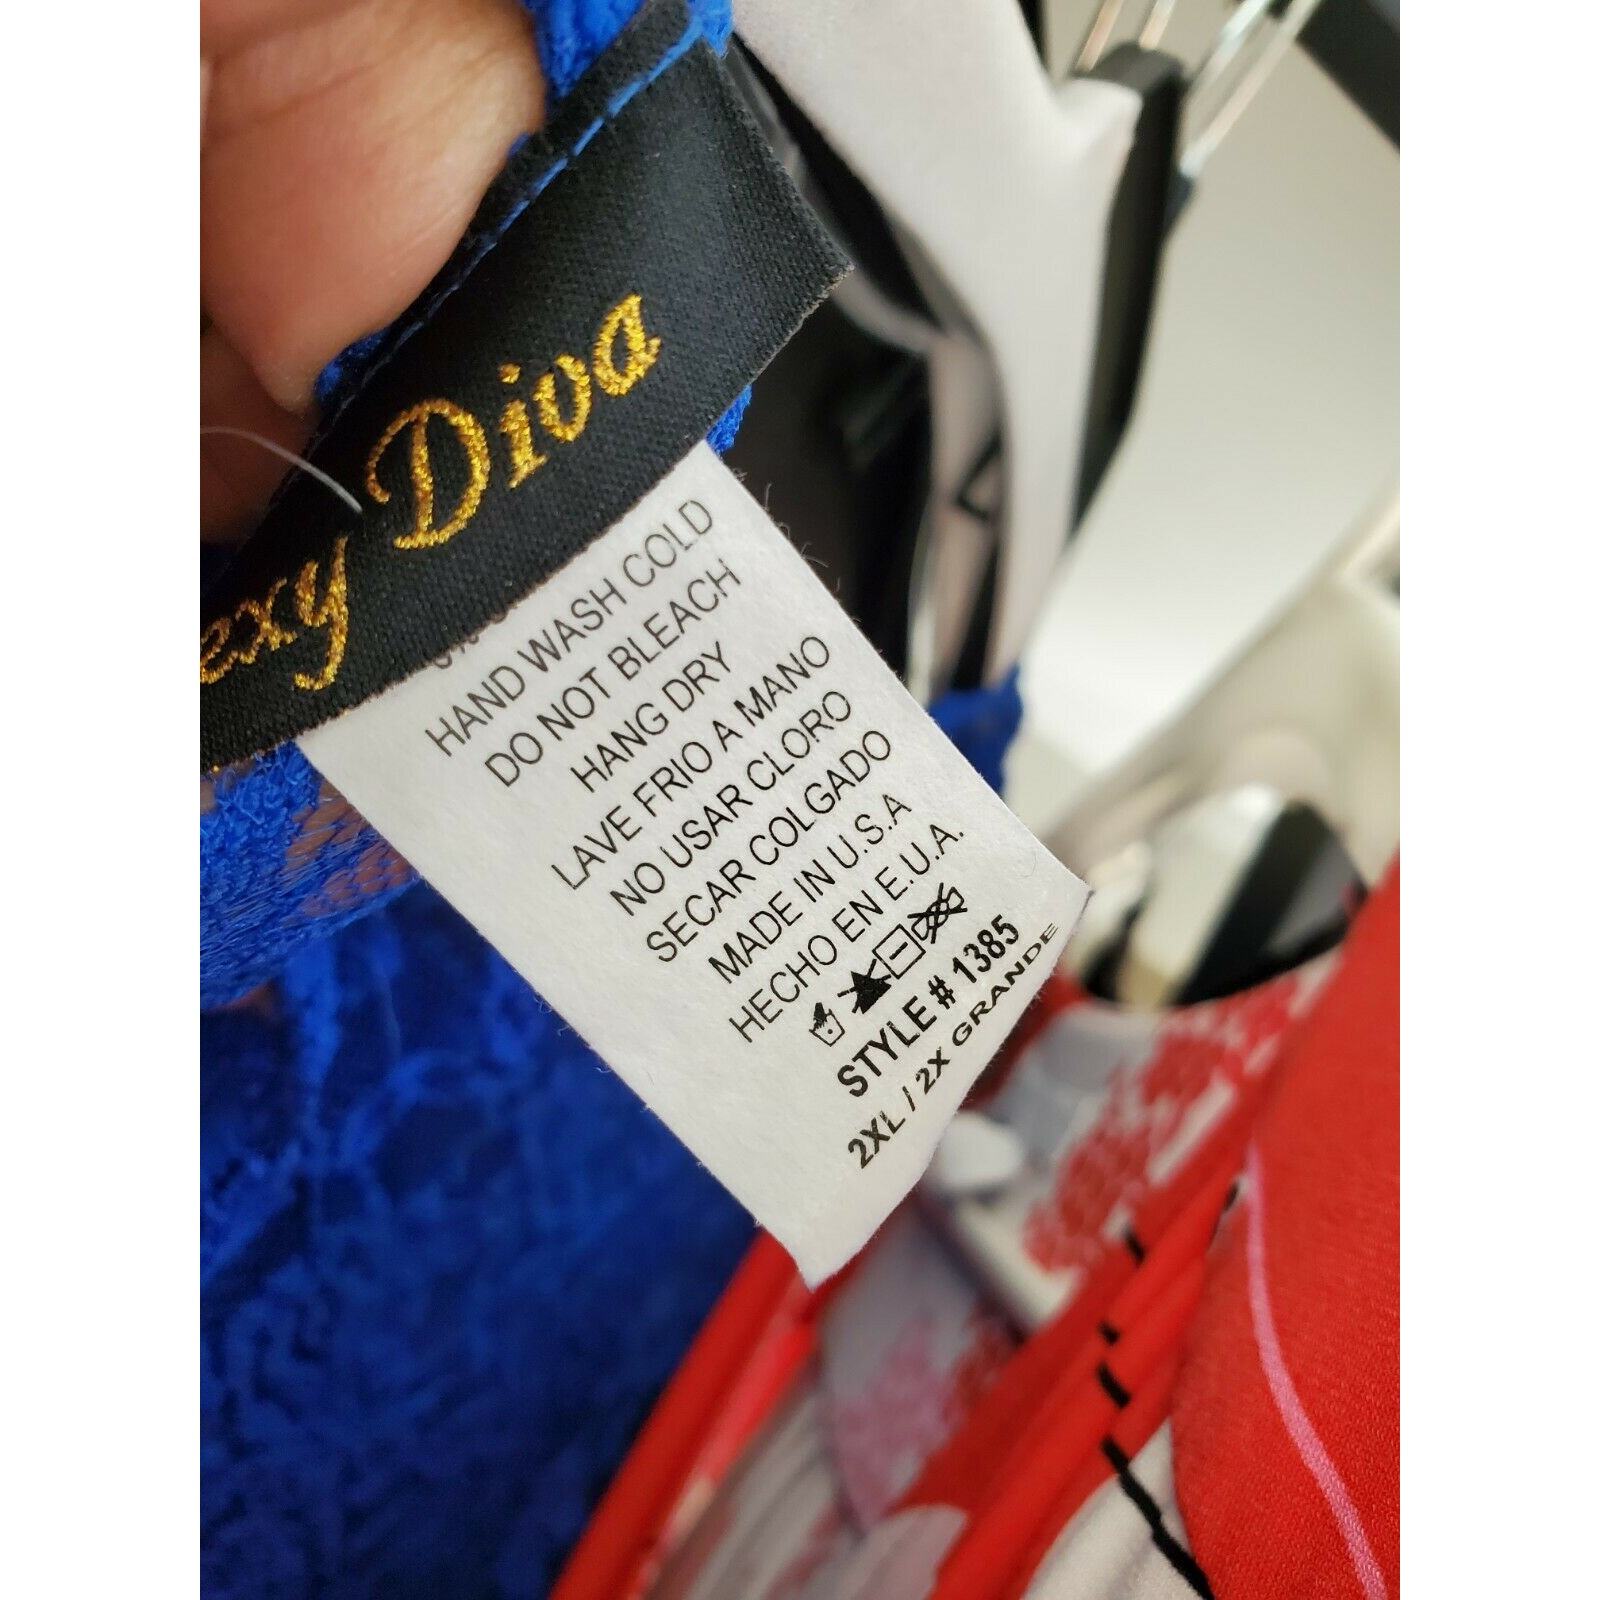 exy Diva
HAND WASH COLD
DO NOT BLEACH
HANG DRY
LAVE FRIO A MANO
NO USAR CLORO
SECAR COLGADO
MADE IN U.S.A
HECHO EN E.U.A.
STYLE # 1385
2XL / 2X GRANDE